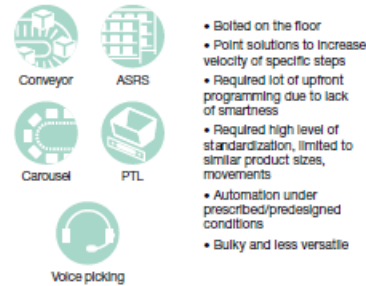 Conveyor
ASRS
Carousel
PTL
Voice picking
• Bolted on the floor
• Point solutions to increase
velocity of specific steps
• Required lot of upfront
programming due to lack
of smartness
• Required high level of
standardization, limited to
similar product sizes,
movements
• Automation under
prescribed/predesigned
conditions
• Bulky and less versatile